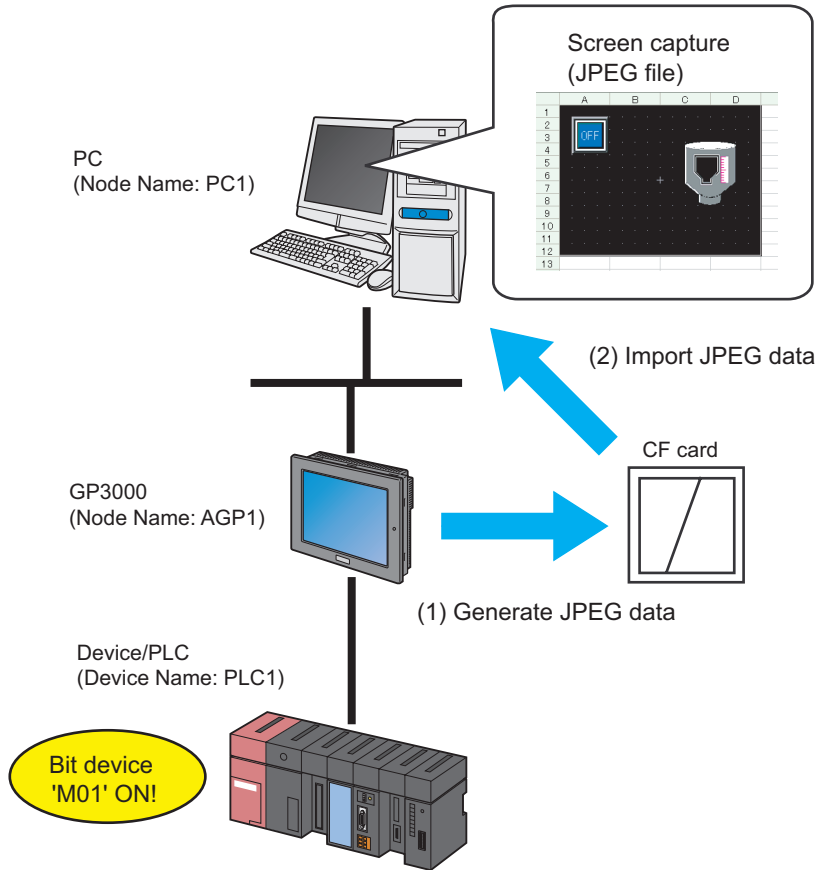 Screen capture
(JPEG file)
A B C D
1
2
3
4
5
6
7
8
9
10
11
12
13
OFF
PC
(Node Name: PC1)
(2) Import JPEG data
CF card
GP3000
(Node Name: AGP1)
(1) Generate JPEG data
Device/PLC
(Device Name: PLC1)
Bit device
'M01' ON!